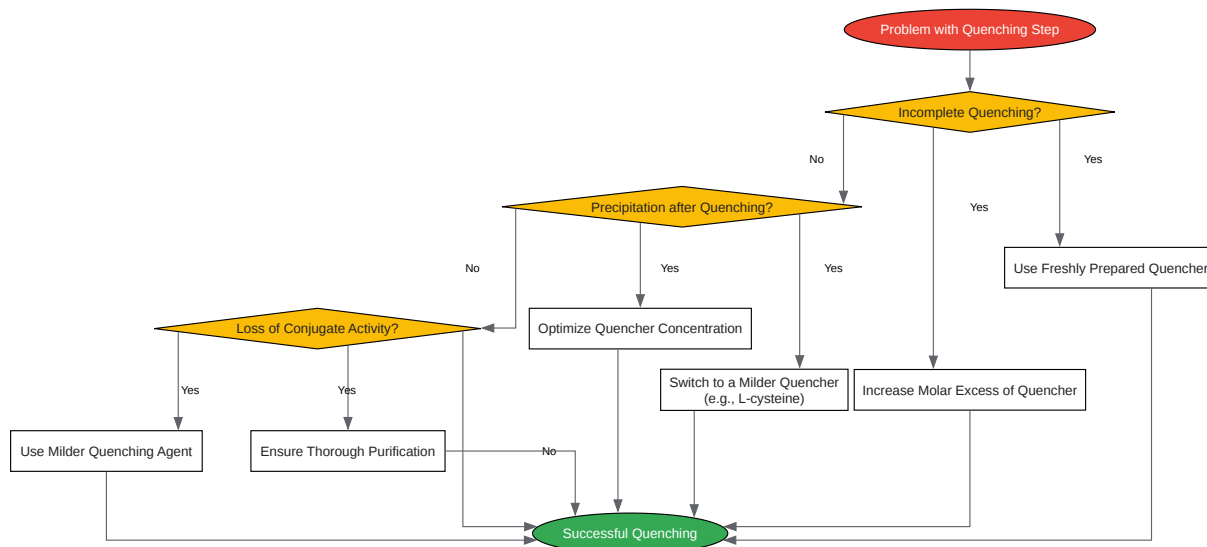 Problem with Quenching Step
Incomplete Quenching?
No
Yes
Precipitation after Quenching?
Yes
No
Yes
Yes
Use Freshly Prepared Quencher
Loss of Conjugate Activity?
Optimize Quencher Concentration
Switch to a Milder Quencher
(e.g., L-cysteine)
Increase Molar Excess of Quencher
Yes
Yes
Use Milder Quenching Agent
Ensure Thorough Purification
No
Successful Quenching